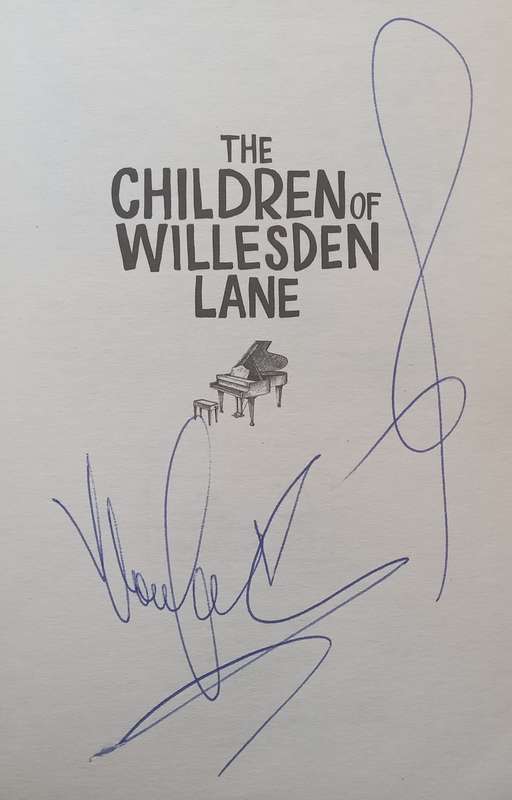 THE
CHILDREN OF
WILLESDEN
LANE